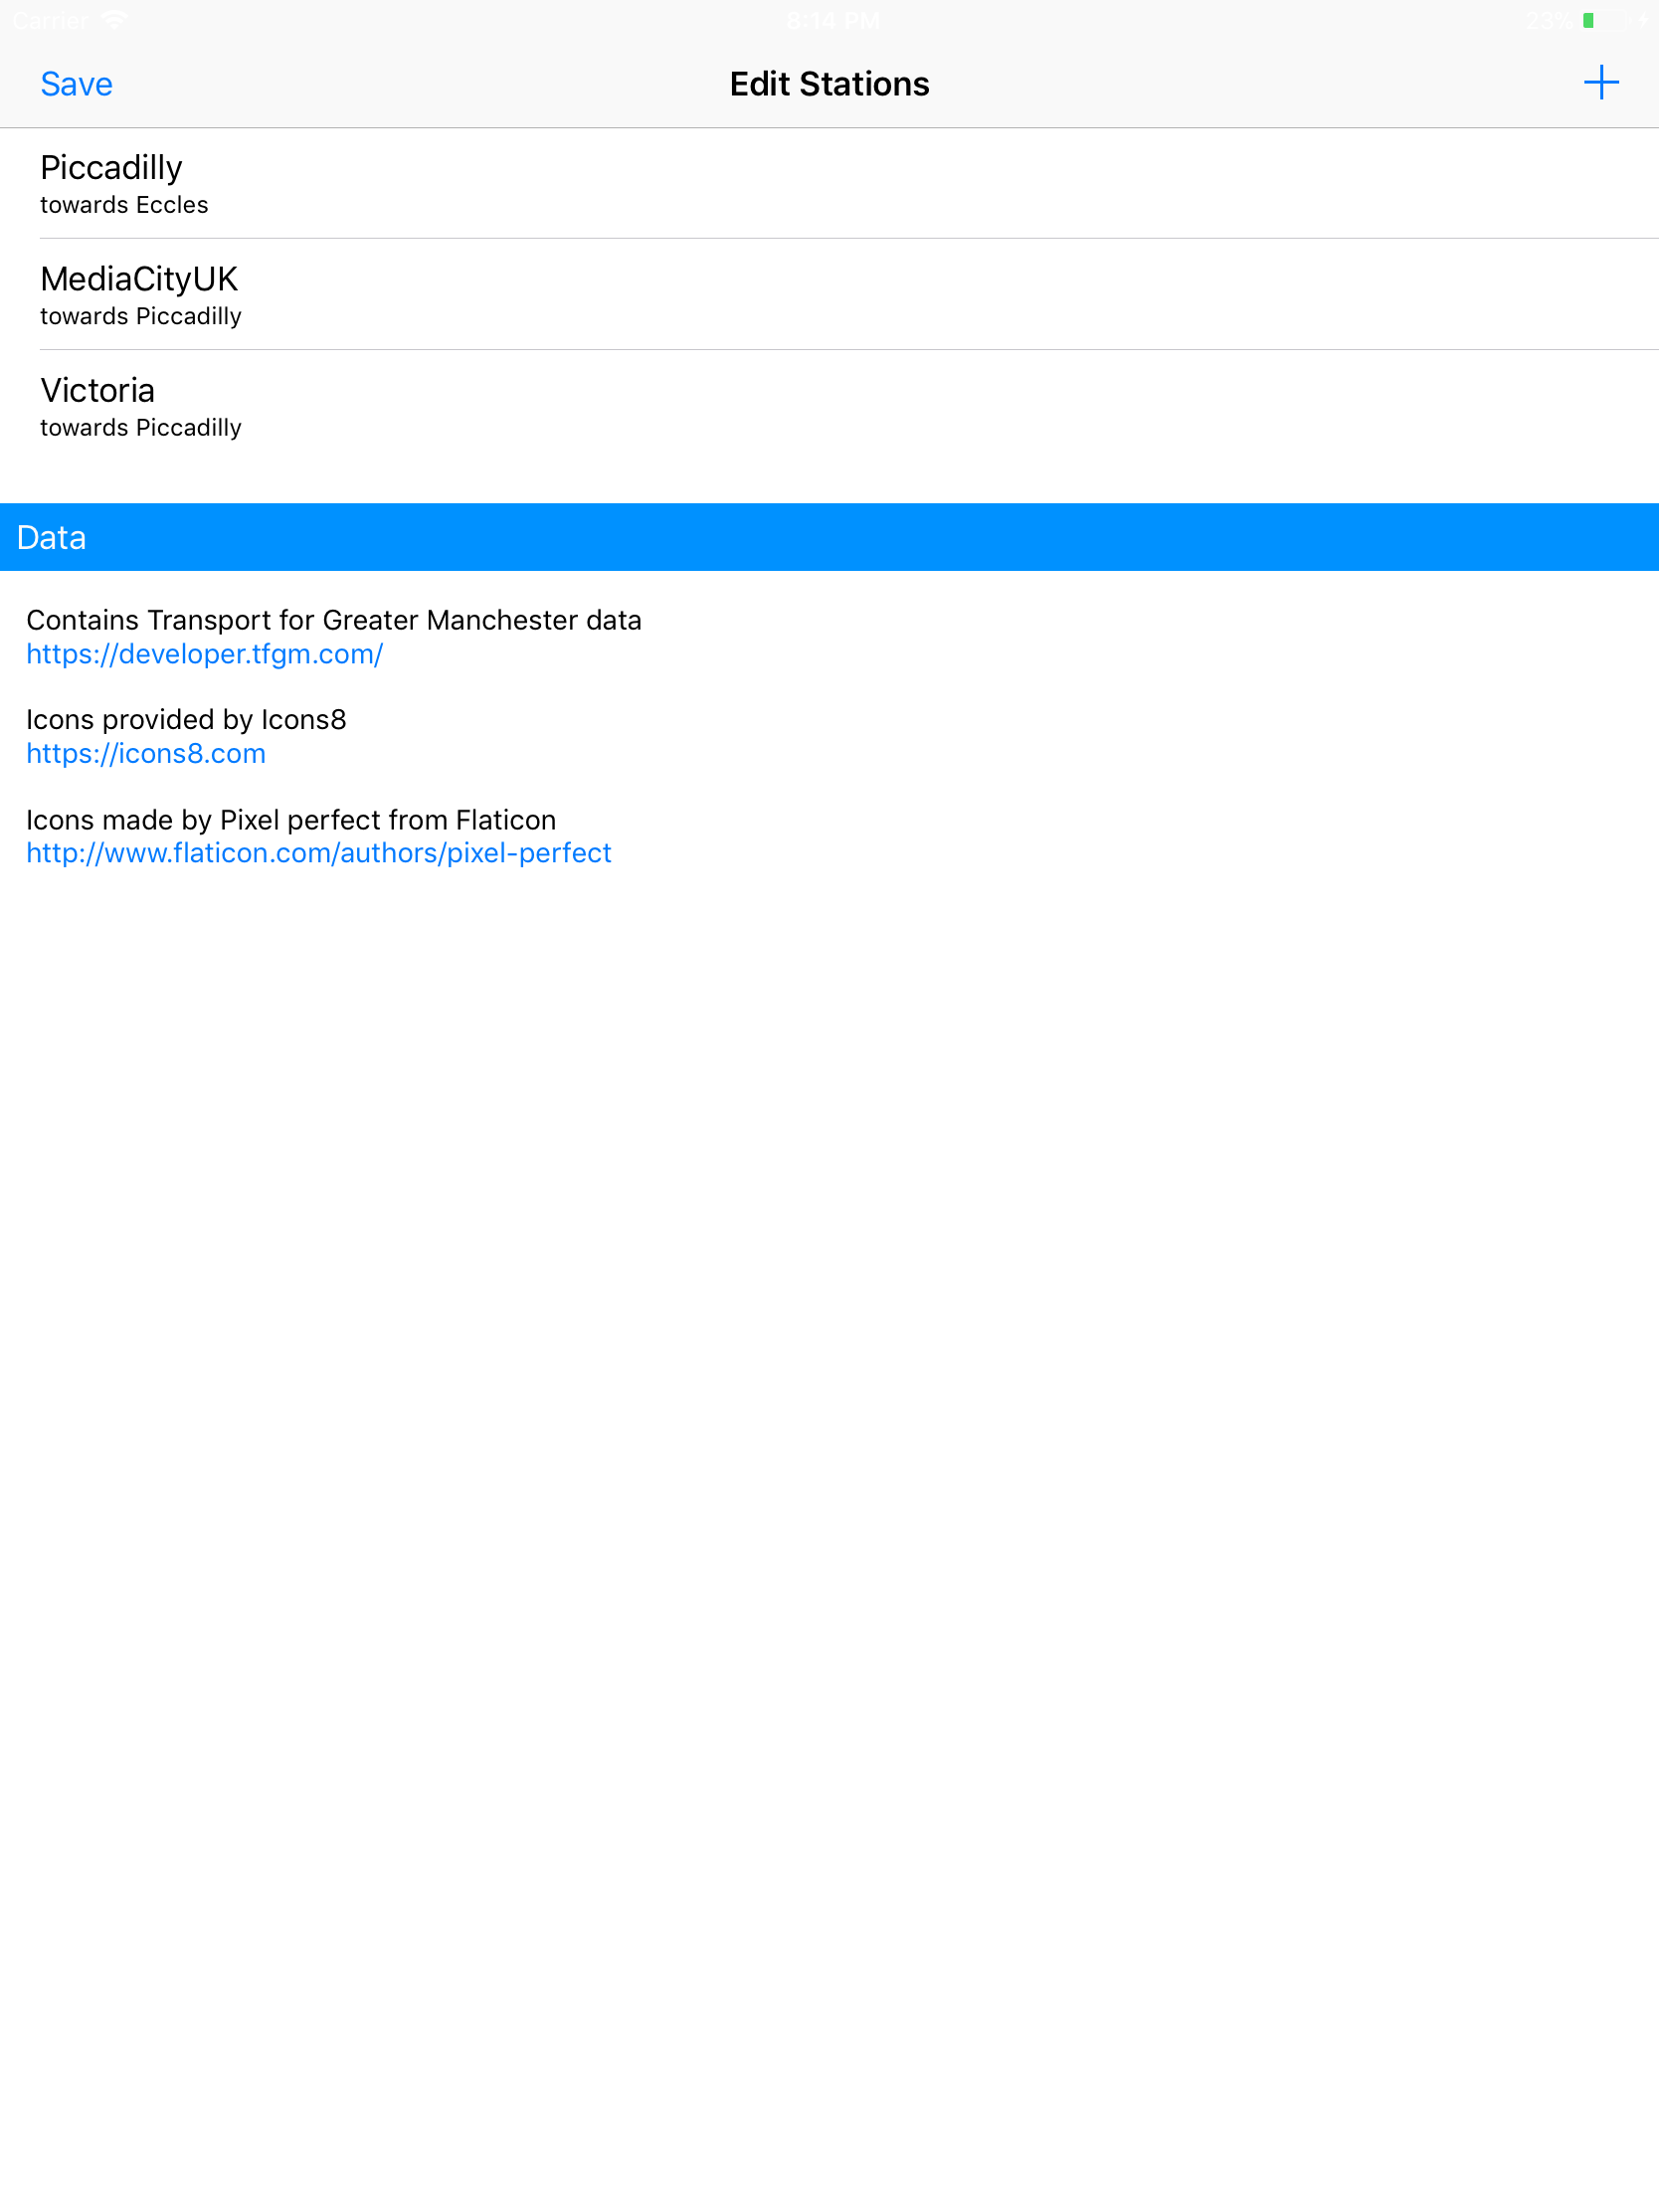 Carrier 8:14 PM 23%
Save Edit Stations
Piccadilly
towards Eccles
MediaCityUK
towards Piccadilly
Victoria
towards Piccadilly
Data
Contains Transport for Greater Manchester data
https://developer.tfgm.com/
Icons provided by Icons8
https://icons8.com
Icons made by Pixel perfect from Flaticon
http://www.flaticon.com/authors/pixel-perfect